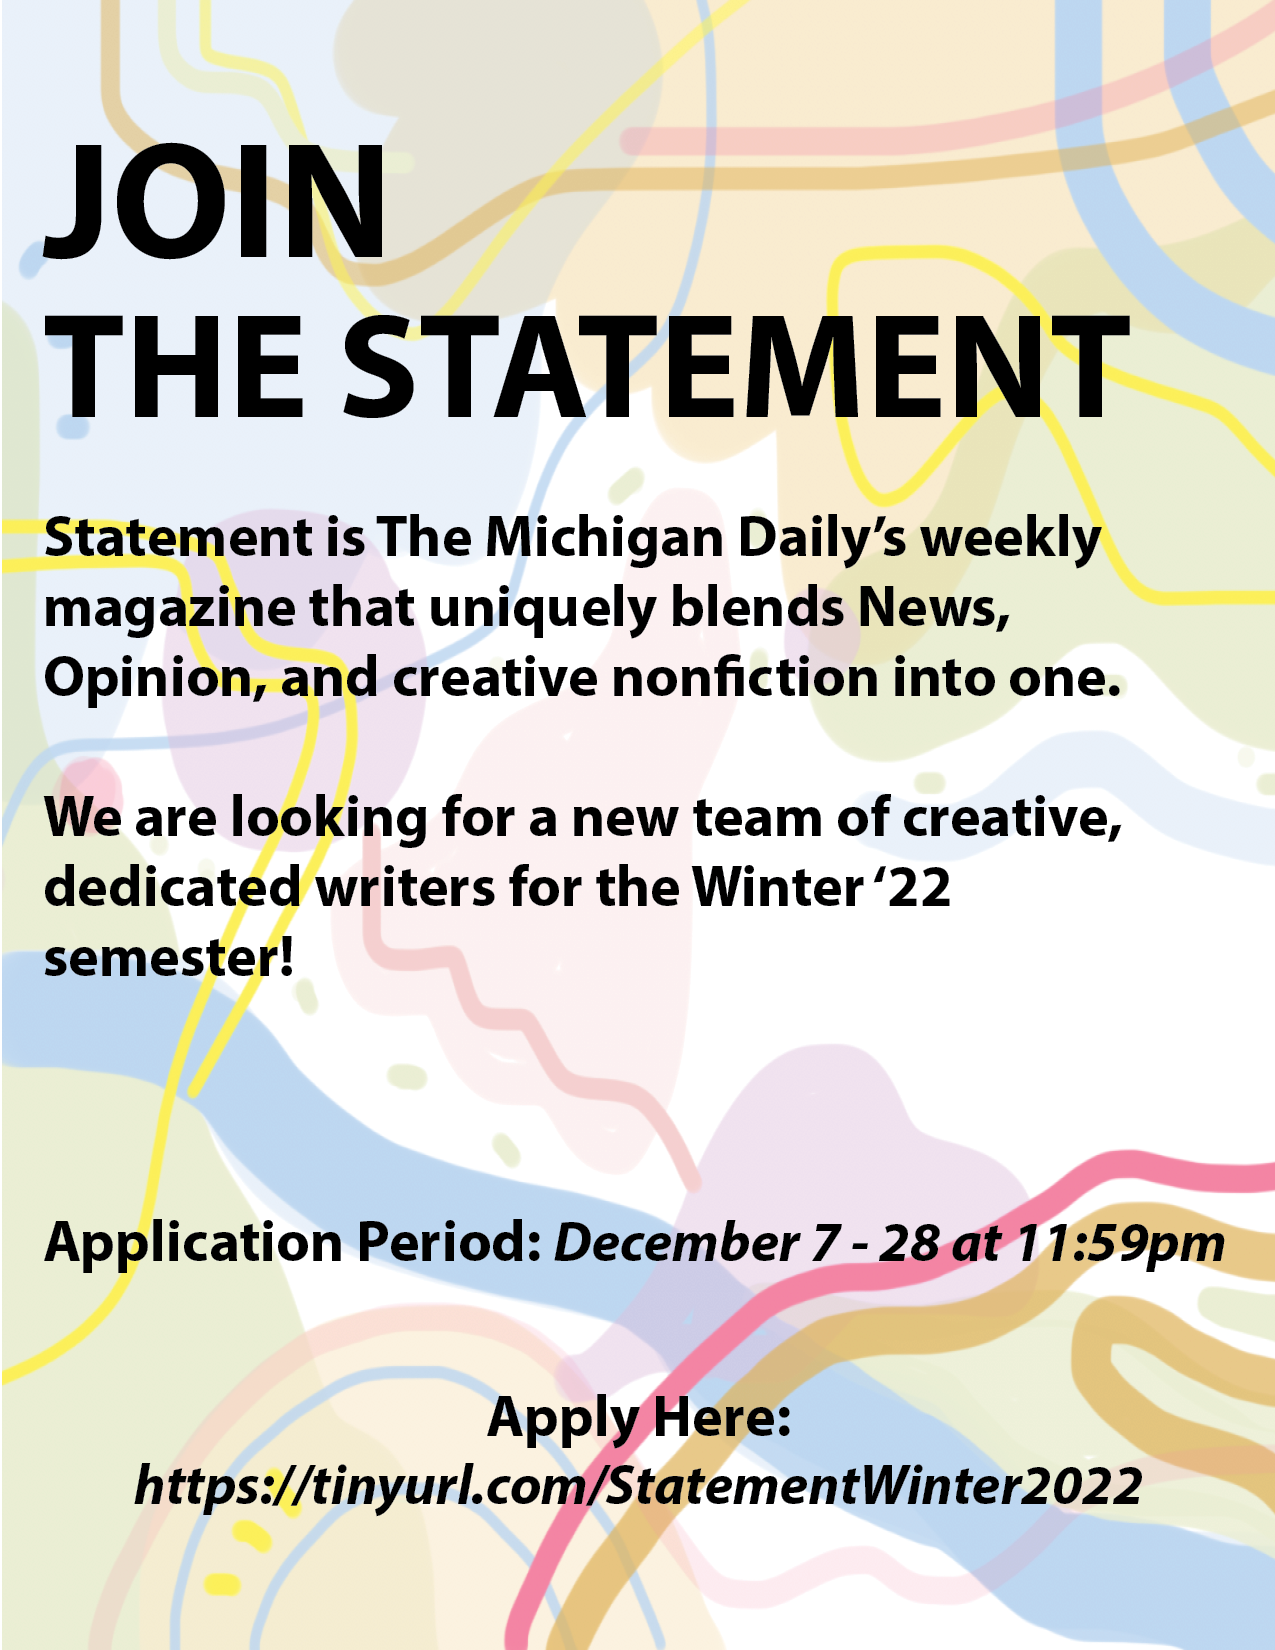 JOIN
THE STATEMENT
Statement is The Michigan Daily’s weekly
magazine that uniquely blends News,
Opinion, and creative nonfiction into one.
We are looking for a new team of creative,
dedicated writers for the Winter ‘22
semester!
Application Period: December 7 - 28 at 11:59pm
Apply Here:
https://tinyurl.com/StatementWinter2022